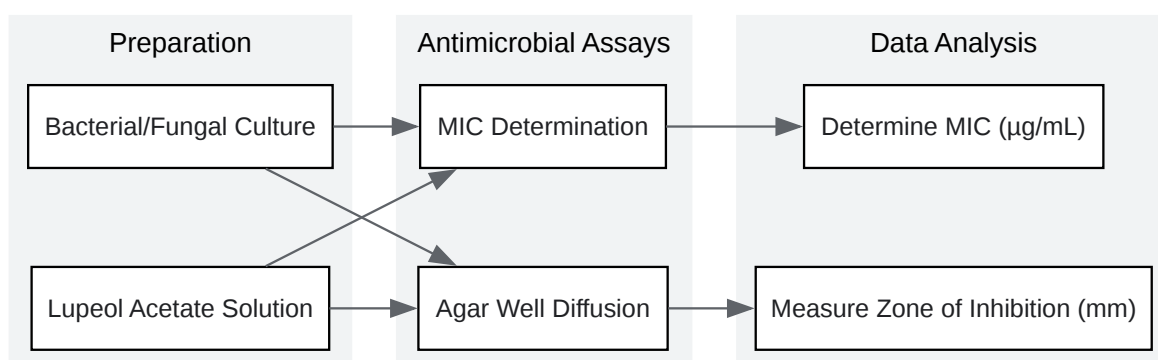 Preparation
Antimicrobial Assays
Data Analysis
Bacterial/Fungal Culture
MIC Determination
Determine MIC (µg/mL)
Lupeol Acetate Solution
Agar Well Diffusion
Measure Zone of Inhibition (mm)